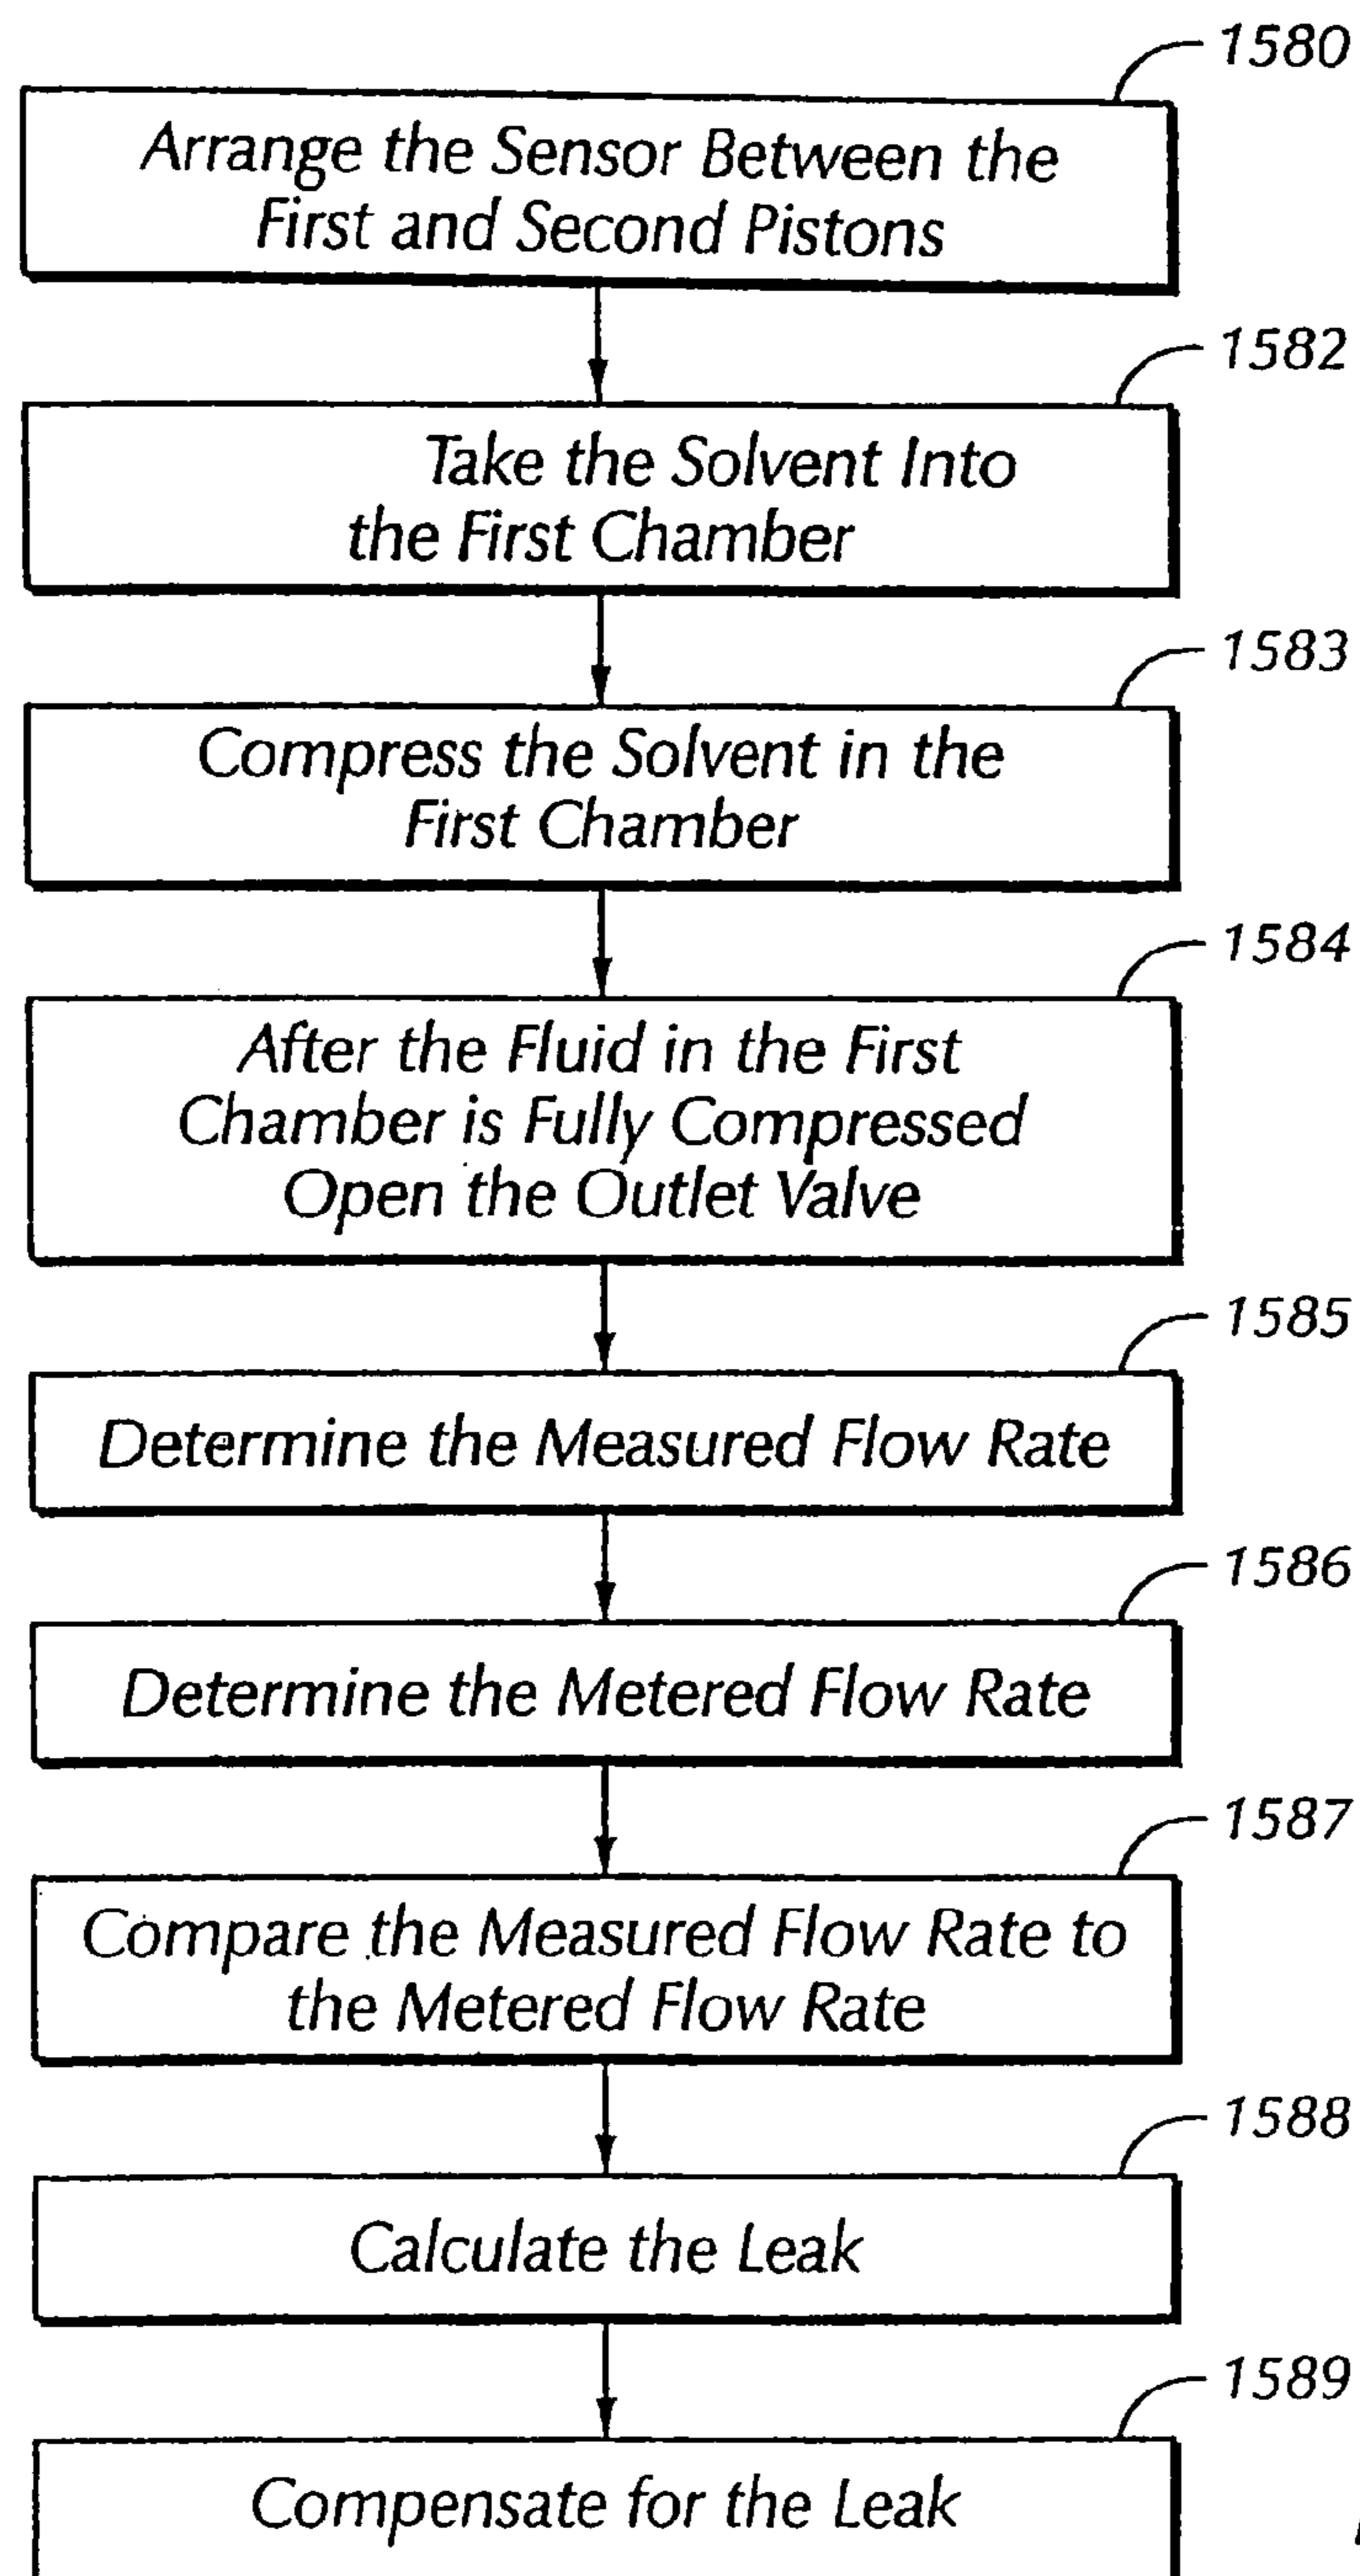 1580
Arrange the Sensor Between the
First and Second Pistons
1582
Take the Solvent Into
the First Chamber
1583
Compress the Solvent in the
First Chamber
1584
After the Fluid in the First
Chamber is Fully Compressed
Open the Outlet Valve
1585
Determine the Measured Flow Rate
1586
Determine the Metered Flow Rate
1587
Compare the Measured Flow Rate to
the Metered Flow Rate
1588
Calculate the Leak
1589
Compensate for the Leak